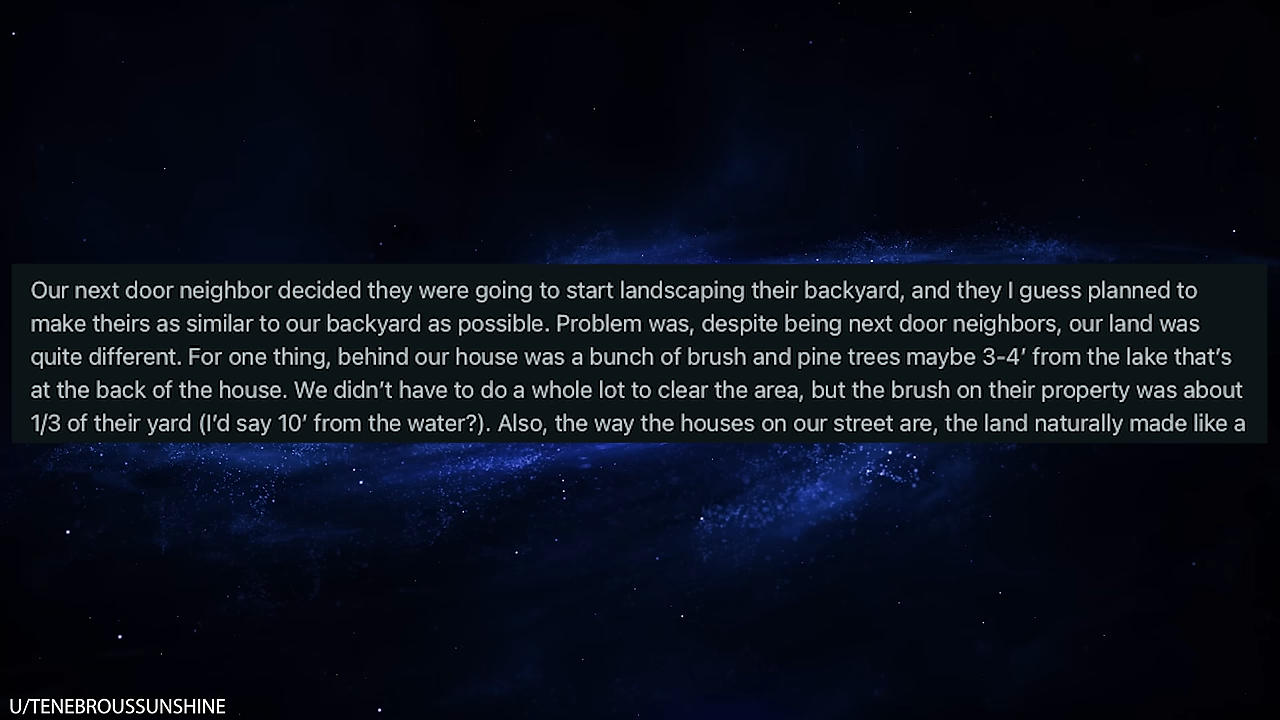 Our next door neighbor decided they were going to start landscaping their backyard, and they I guess planned to
make theirs as similar to our backyard as possible. Problem was, despite being next door neighbors, our land was
quite different. For one thing, behind our house was a bunch of brush and pine trees maybe 3-4’ from the lake that’s
at the back of the house. We didn’t have to do a whole lot to clear the area, but the brush on their property was about
1/3 of their yard (I’d say 10’ from the water?). Also, the way the houses on our street are, the land naturally made like a
U/TENEBROUSSUNSHINE